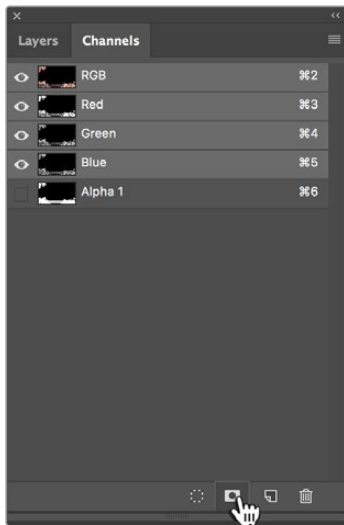 Layers Channels
RGB ⌘2
Red ⌘3
Green ⌘4
Blue ⌘5
Alpha 1 ⌘6